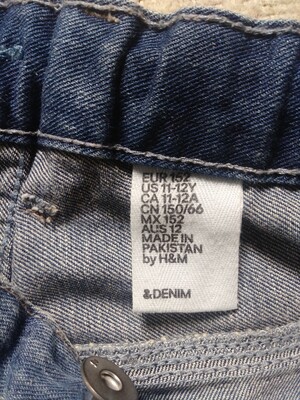 EUR 152
US 11-12Y
CA 11-12A
CN 150/66
MX 152
AUS 12
MADE IN
PAKISTAN
by H&M
&DENIM